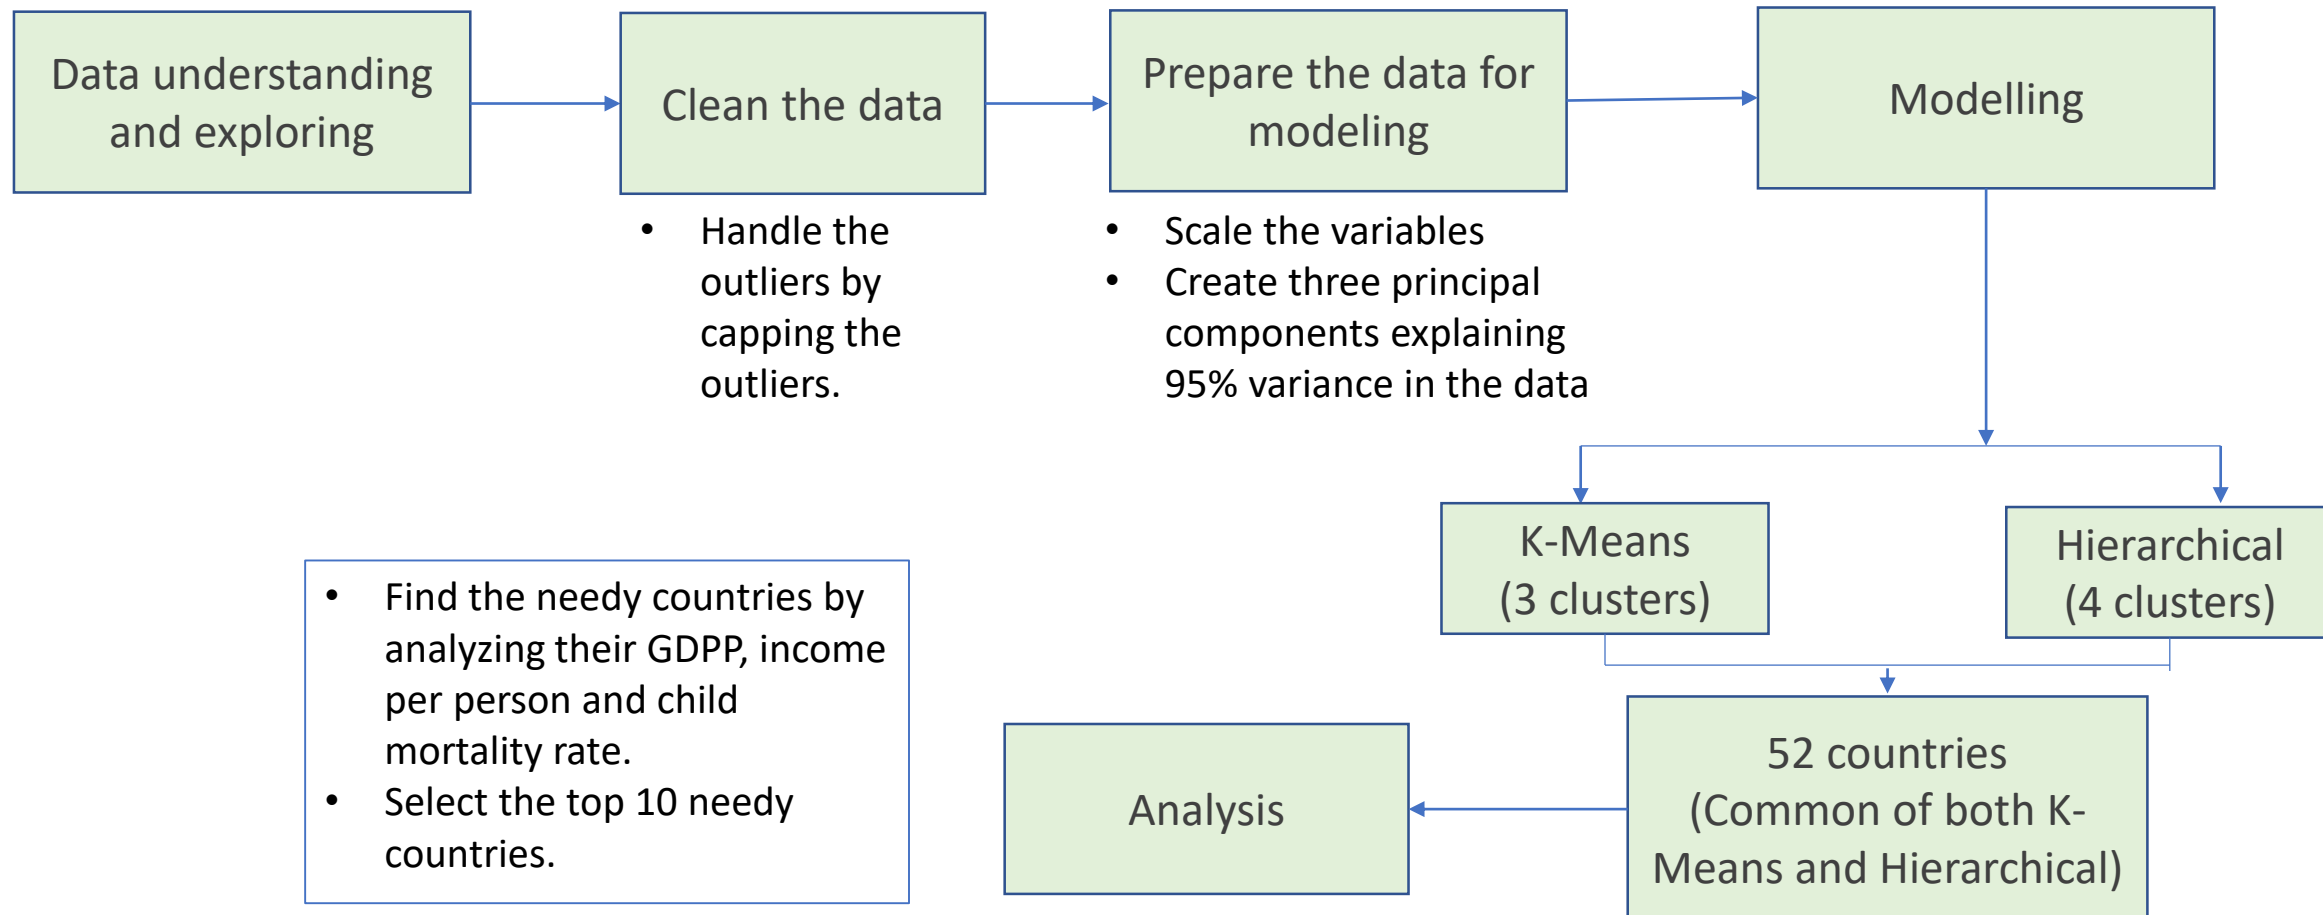 Data understanding
and exploring
Clean the data
Prepare the data for
modeling
Modelling
• Handle the
outliers by
capping the
outliers.
• Scale the variables
• Create three principal
components explaining
95% variance in the data
K-Means
(3 clusters)
Hierarchical
(4 clusters)
52 countries
(Common of both K-
Means and Hierarchical)
Analysis
• Find the needy countries by
analyzing their GDPP, income
per person and child
mortality rate.
• Select the top 10 needy
countries.